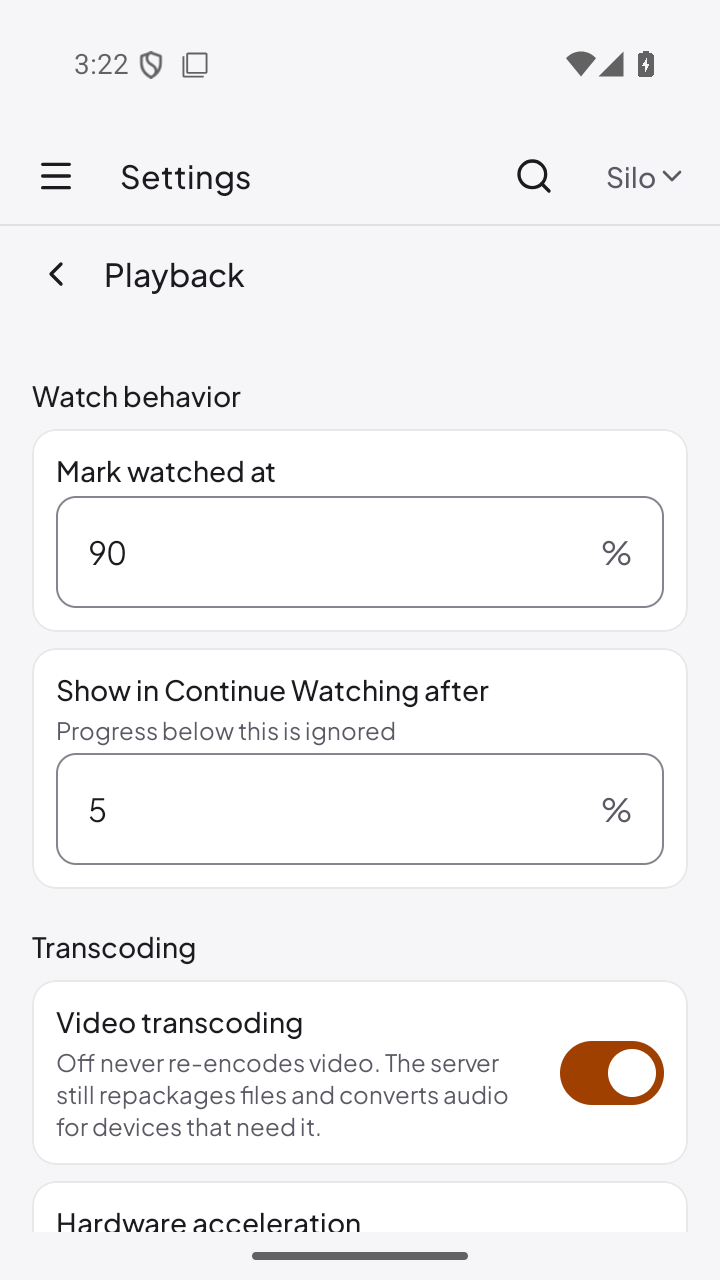 3:22
Settings
Silo
Playback
Watch behavior
Mark watched at
90 %
Show in Continue Watching after
Progress below this is ignored
5 %
Transcoding
Video transcoding
Off never re-encodes video. The server
still repackages files and converts audio
for devices that need it.
Hardware acceleration